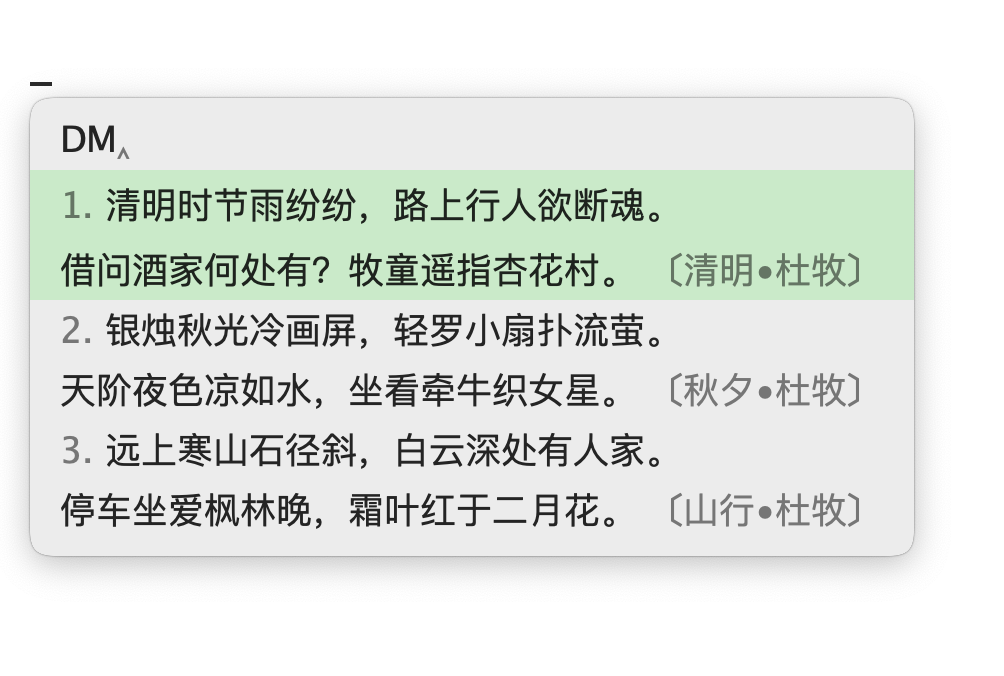 DM‸
1. 清明时节雨纷纷，路上行人欲断魂。
借问酒家何处有？牧童遥指杏花村。 〔清明•杜牧〕
2. 银烛秋光冷画屏，轻罗小扇扑流萤。
天阶夜色凉如水，坐看牵牛织女星。 〔秋夕•杜牧〕
3. 远上寒山石径斜，白云深处有人家。
停车坐爱枫林晚，霜叶红于二月花。 〔山行•杜牧〕